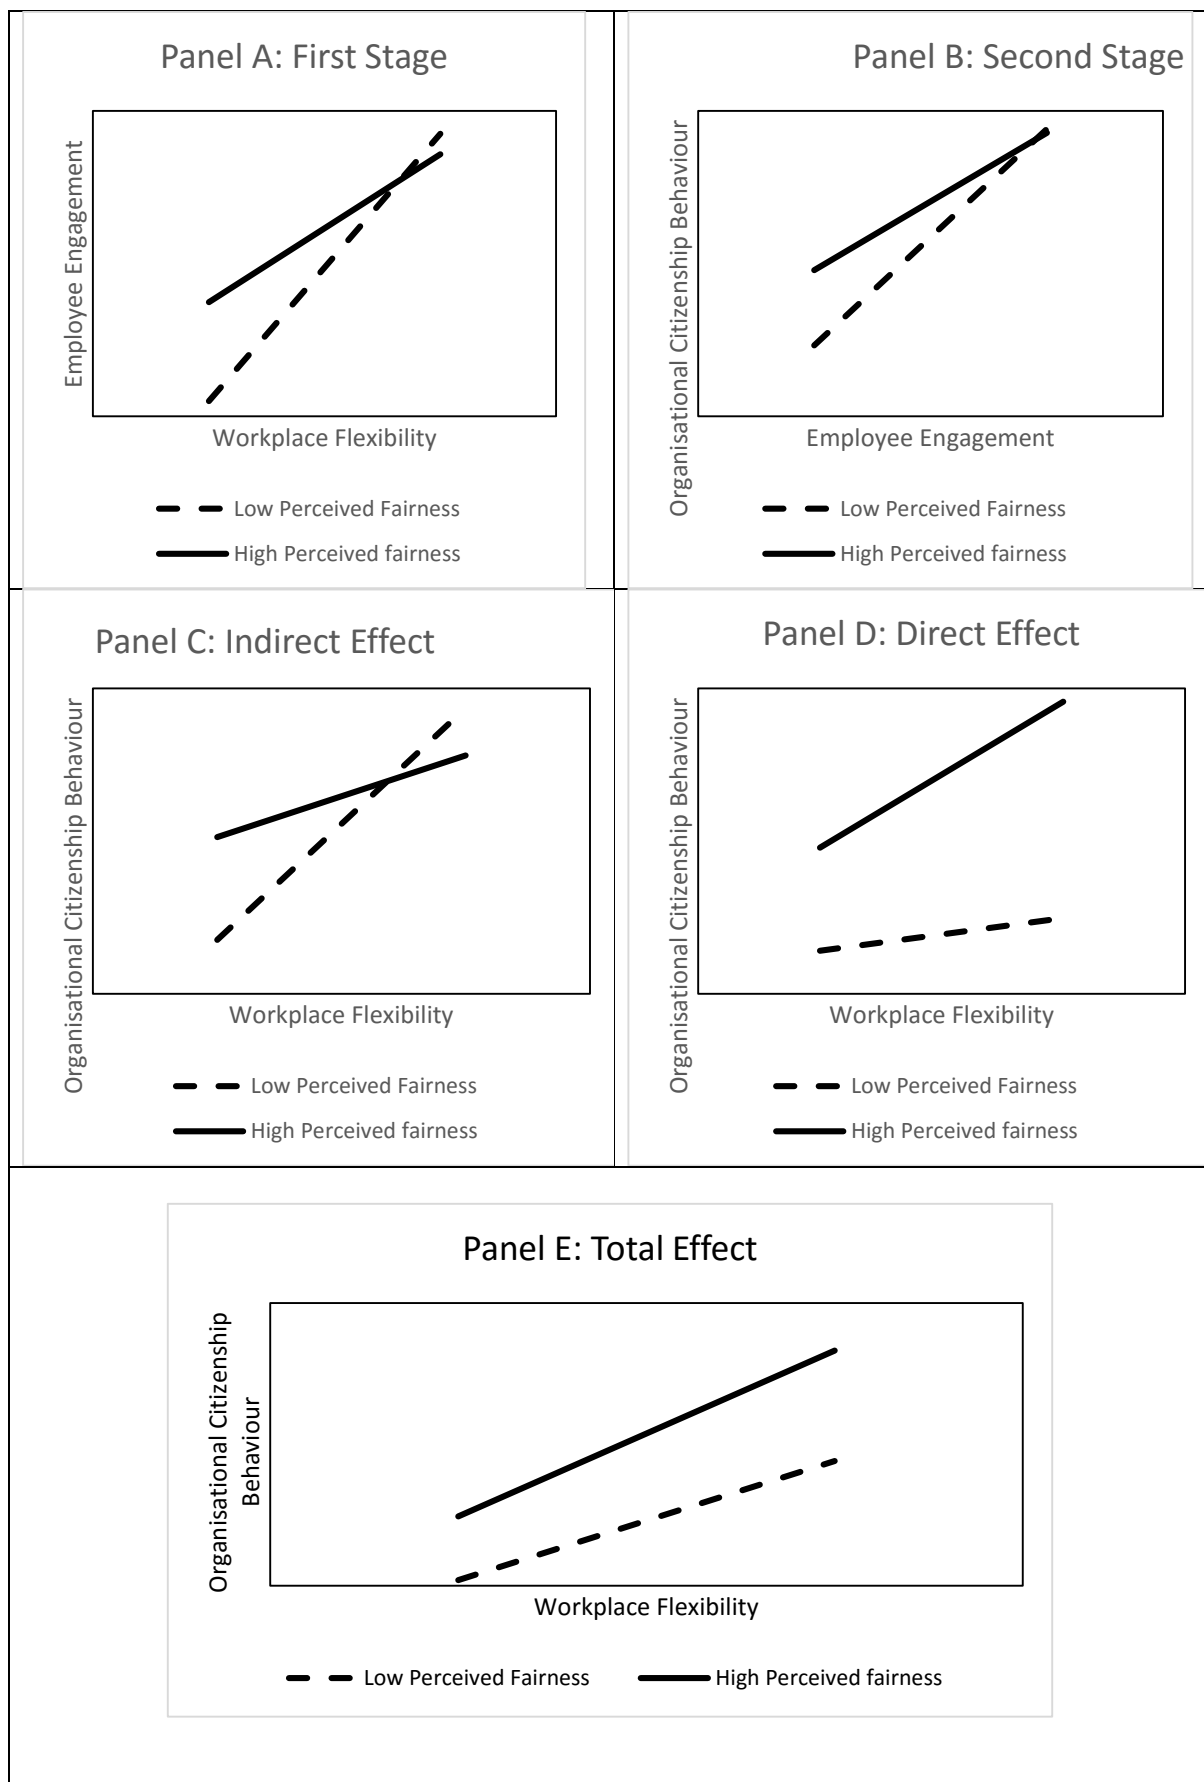 Panel A: First Stage
Employee Engagement
Workplace Flexibility
Low Perceived Fairness
High Perceived fairness
Panel B: Second Stage
Organisational Citizenship Behaviour
Employee Engagement
Low Perceived Fairness
High Perceived fairness
Panel C: Indirect Effect
Organisational Citizenship Behaviour
Workplace Flexibility
Low Perceived Fairness
High Perceived fairness
Panel D: Direct Effect
Organisational Citizenship Behaviour
Workplace Flexibility
Low Perceived Fairness
High Perceived fairness
Panel E: Total Effect
Organisational Citizenship
Behaviour
Workplace Flexibility
Low Perceived Fairness
High Perceived fairness